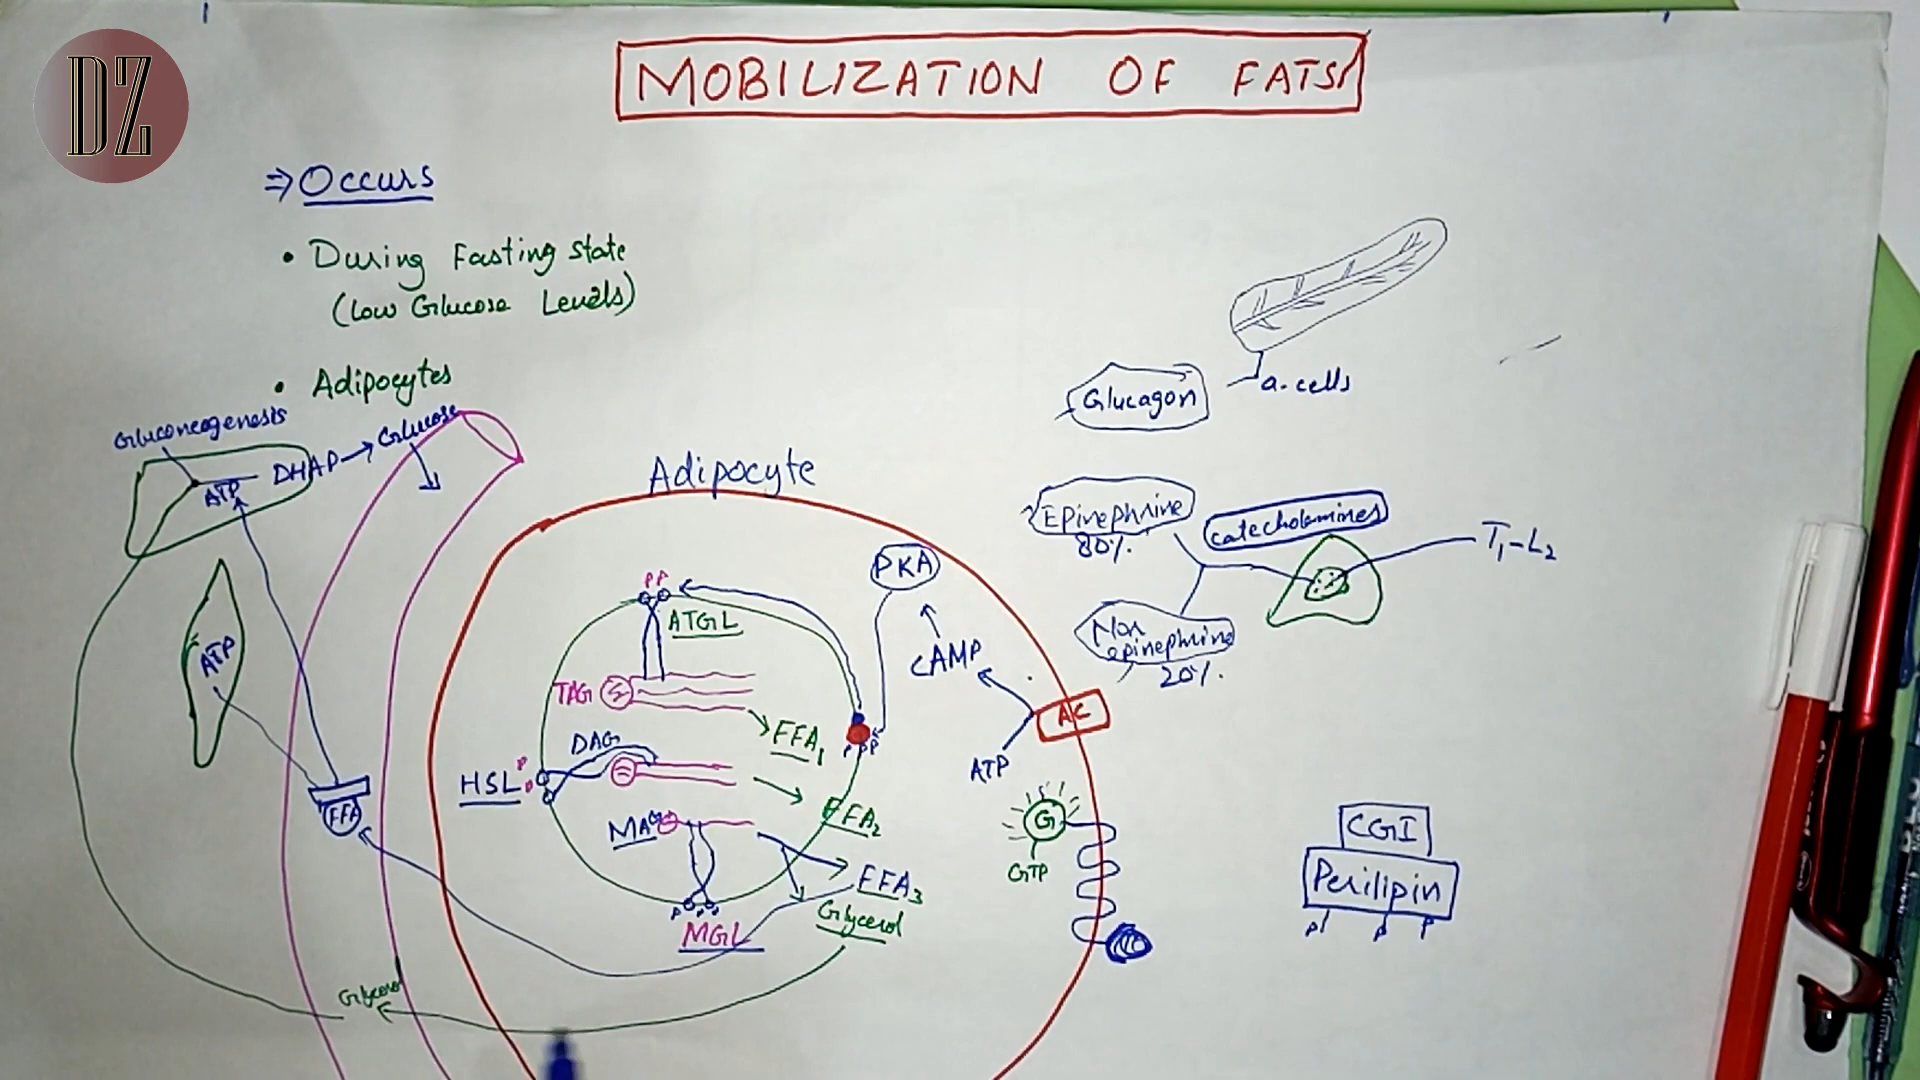 DZ
MOBILIZATION OF FATS
⇒ Occurs
• During Fasting state
(Low Glucose Levels)
• Adipocytes
Gluconeogenesis
DHAP → Glucose
ATP
ATP
FFA
Glycerol
Adipocyte
PP
ATGL
TAG
FFA1
DAG
HSL
P
P
FFA2
MAG
FFA3
Glycerol
P P P
MGL
PKA
cAMP
ATP
AC
P P P
G
GTP
Glucagon
a.cells
Epinephrine
80%.
catecholamines
T1-L2
Nor
epinephrine
20%.
CGI
Perilipin
P P P